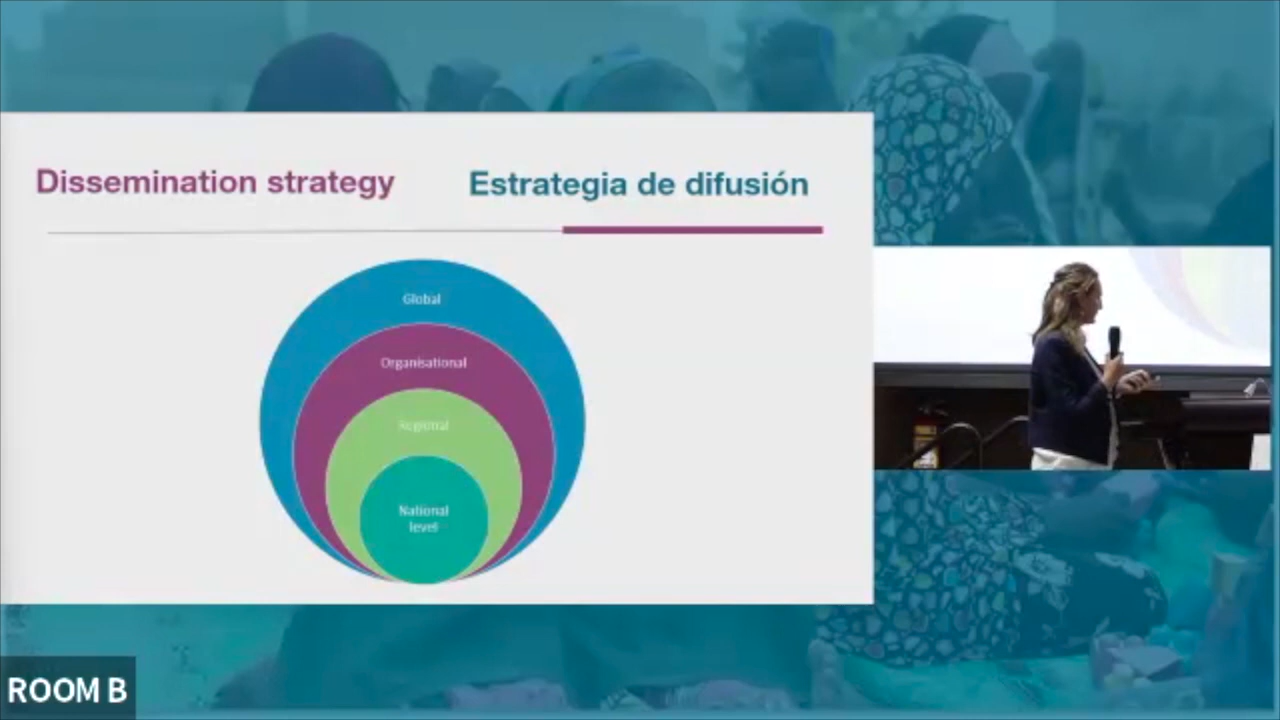 Dissemination strategy
Estrategia de difusión
Global
Organisational
Regional
National
level
ROOM B